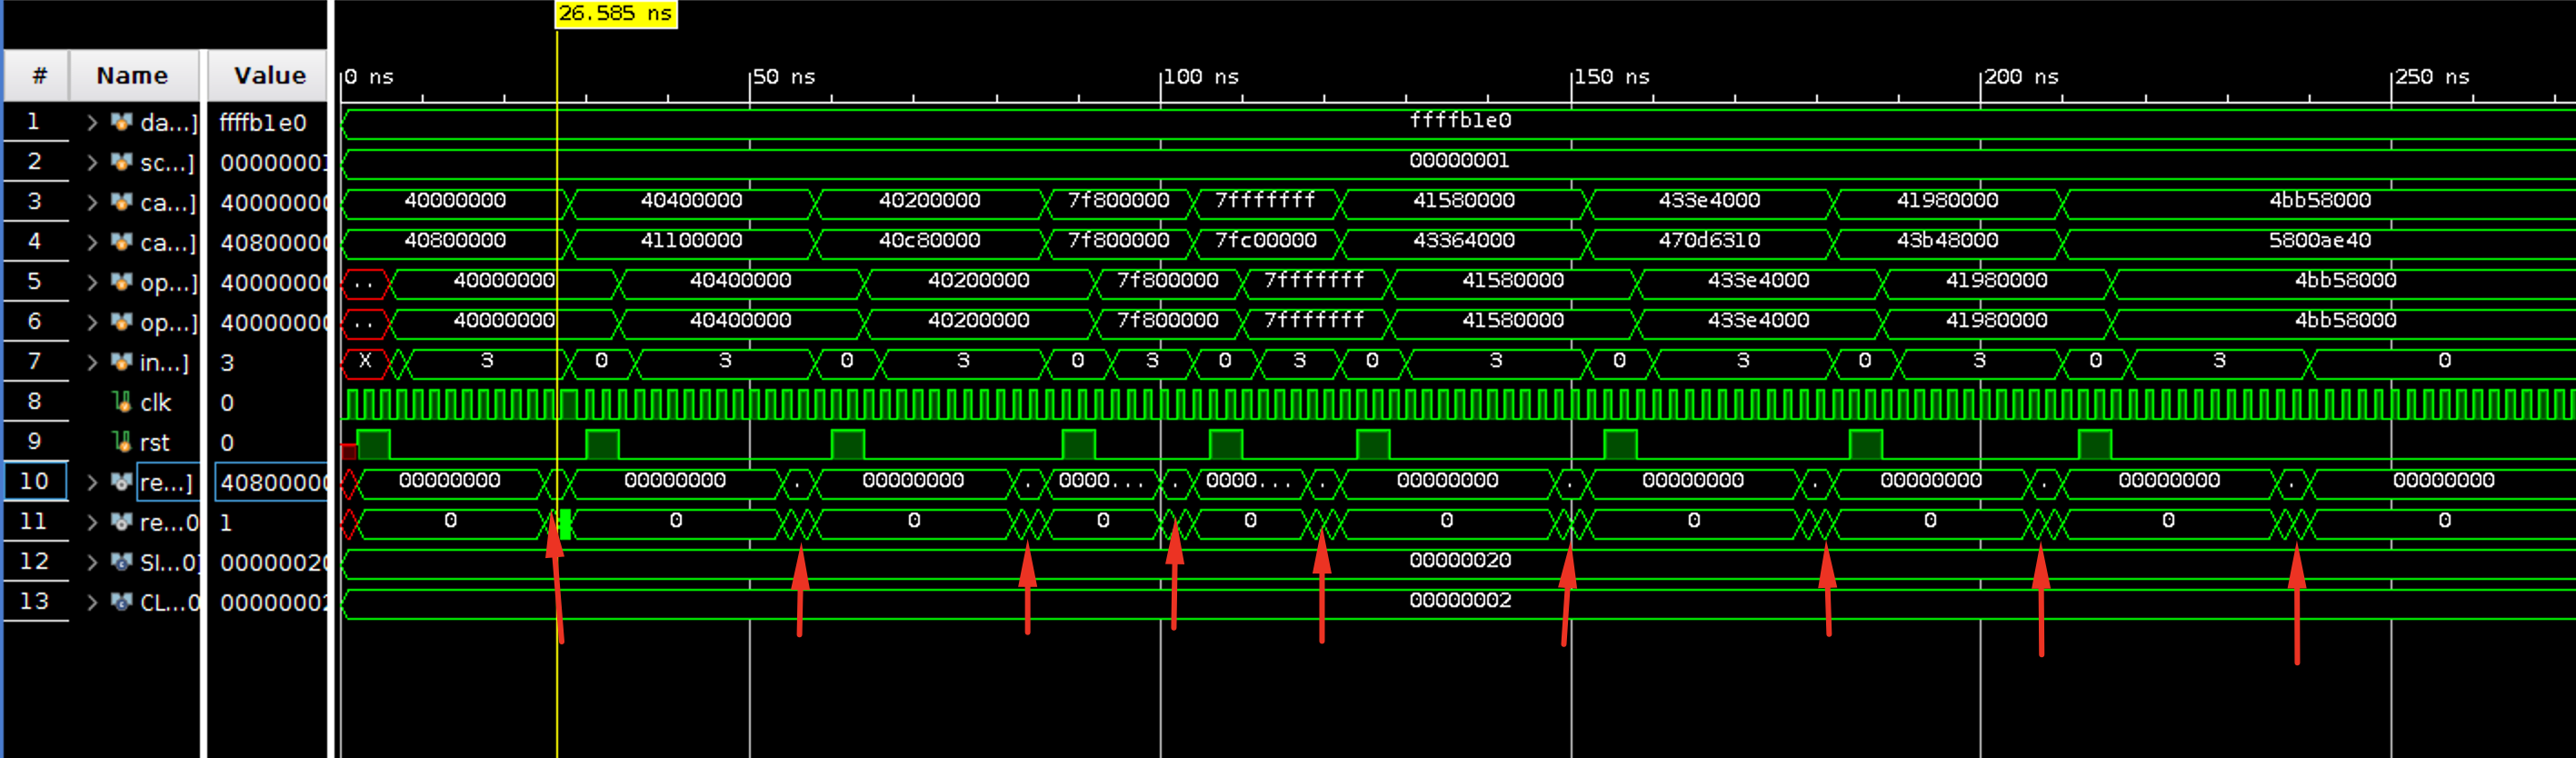 26.585 ns
# Name Value 0 ns 50 ns 100 ns 150 ns 200 ns 250 ns
1 da...] ffffb1e0 ffffb1e0
2 sc...] 00000001 00000001
3 ca...] 40000000 40000000 40400000 40200000 7f800000 7fffffff 41580000 433e4000 41980000 4bb58000
4 ca...] 40800000 40800000 41100000 40c80000 7f800000 7fc00000 43364000 470d6310 43b48000 5800ae40
5 op...] 40000000 .. 40000000 40400000 40200000 7f800000 7fffffff 41580000 433e4000 41980000 4bb58000
6 op...] 40000000 .. 40000000 40400000 40200000 7f800000 7fffffff 41580000 433e4000 41980000 4bb58000
7 in...] 3 X 3 0 3 0 3 0 3 0 3 0 3 0 3 0 3 0 3 0
8 clk 0
9 rst 0
10 re...] 40800000 00000000 00000000 . 00000000 . 0000... . 0000... . 00000000 . 00000000 . 00000000 . 00000000 . 00000000
11 re...0 1 0 0 0 0 0 0 0 0 0 0
12 SI...0] 00000020 00000020
13 CL...0 00000002 00000002